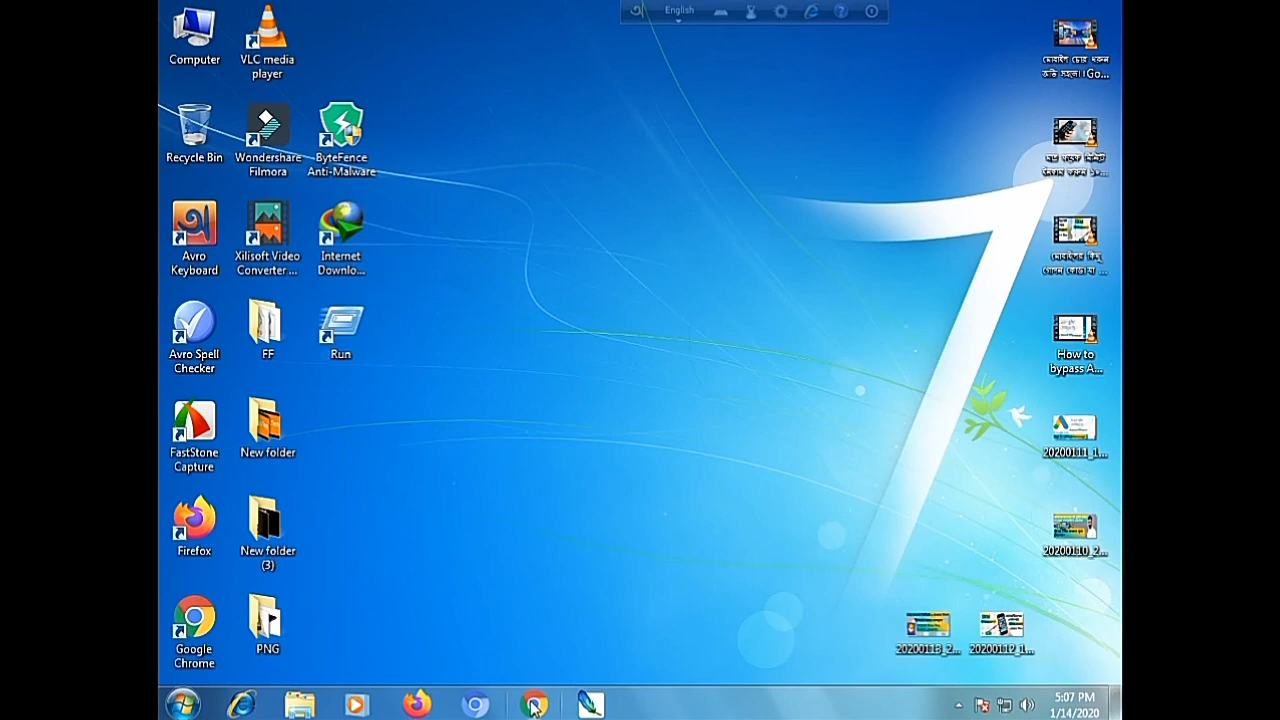 English
Computer
VLC media
player
Recycle Bin
Wondershare
Filmora
ByteFence
Anti-Malware
Avro
Keyboard
Xilisoft Video
Converter ...
Internet
Downlo...
Avro Spell
Checker
FF
Run
FastStone
Capture
New folder
Firefox
New folder
(3)
Google
Chrome
PNG
How to
bypass A...
20200111_1...
20200110_2...
20200113_2...
20200112_1...
5:07 PM
1/14/2020